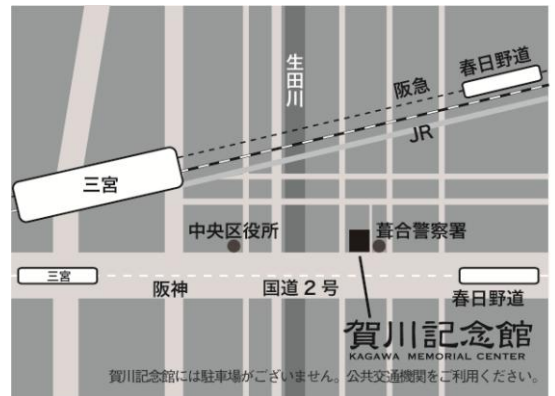 春日野道
阪急
生田川
JR
三宮
中央区役所
葺合警察署
三宮
阪神
国道2号
春日野道
賀川記念館
KAGAWA MEMORIAL CENTER
賀川記念館には駐車場がございません。公共交通機関をご利用ください。